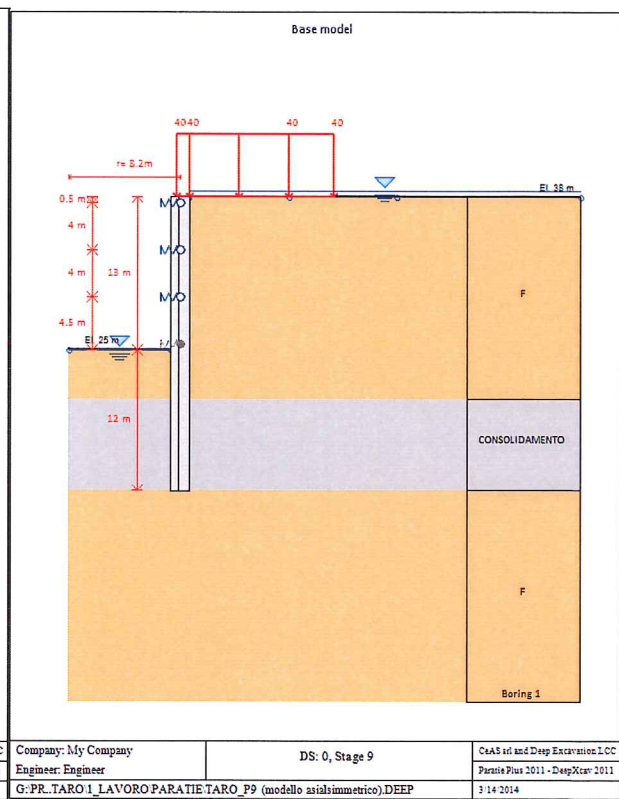 Base model
40 40 40 40
r= 8.2m
El. 38 m
0.5 m
4 m
4 m
13 m
F
4.5 m
El. 25 m
12 m
CONSOLIDAMENTO
F
Boring 1
Company: My Company
Engineer: Engineer
DS: 0, Stage 9
CeAS srl and Deep Excavation LCC
Paratie Plus 2011 - DeepXcav 2011
G:\PR..TARO\1_LAVORO\PARATIE\TARO_P9 (modello asialsimmetrico).DEEP
3/14/2014